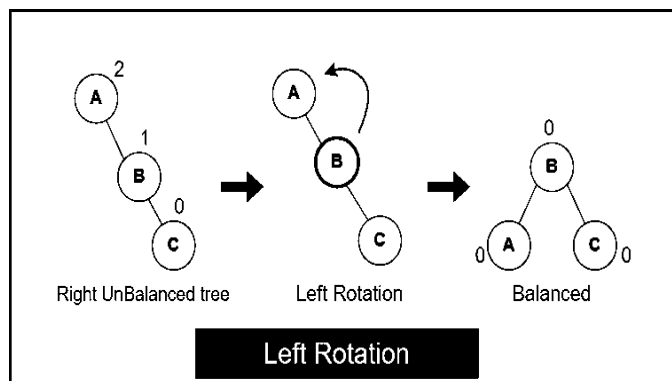 A 2
B 1
C 0
Right UnBalanced tree
A
B
C
Left Rotation
0
B
0 A
C 0
Balanced
Left Rotation